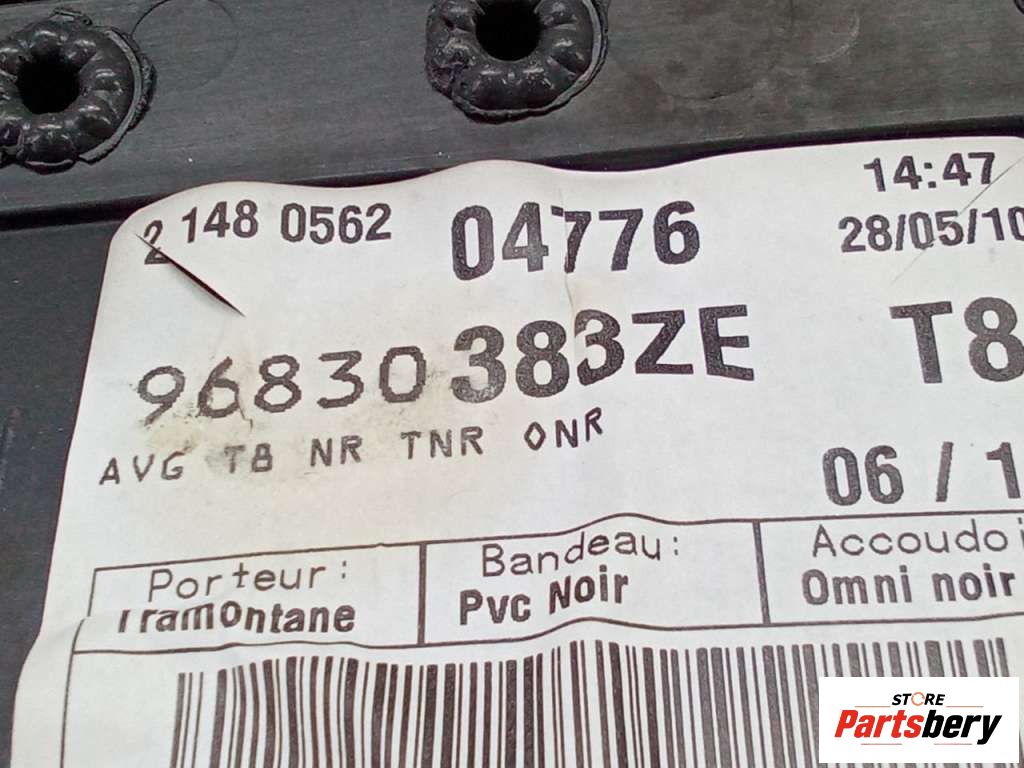 14:47
2 148 0562 04776 28/05/10
96830383ZE T8
AVG T8 NR TNR ONR
06 / 1
Porteur: Bandeau: Accoudoi
Tramontane Pvc Noir Omni noir
STORE
Partsbery